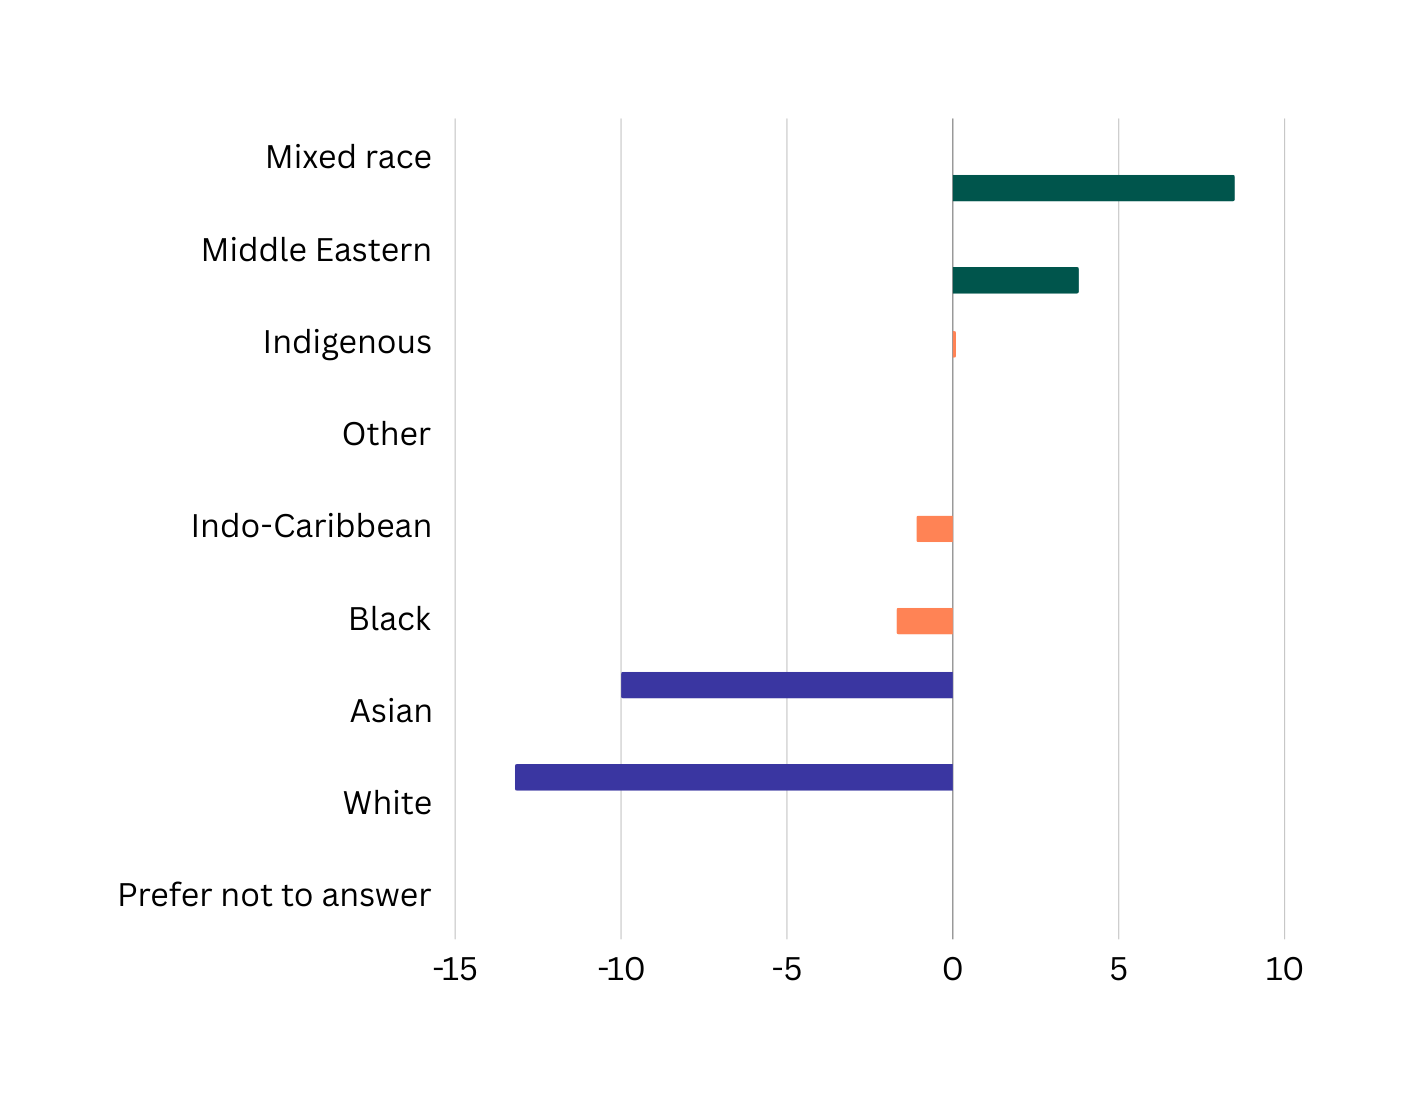 Mixed race
Middle Eastern
Indigenous
Other
Indo-Caribbean
Black
Asian
White
Prefer not to answer
-15 -10 -5 0 5 10